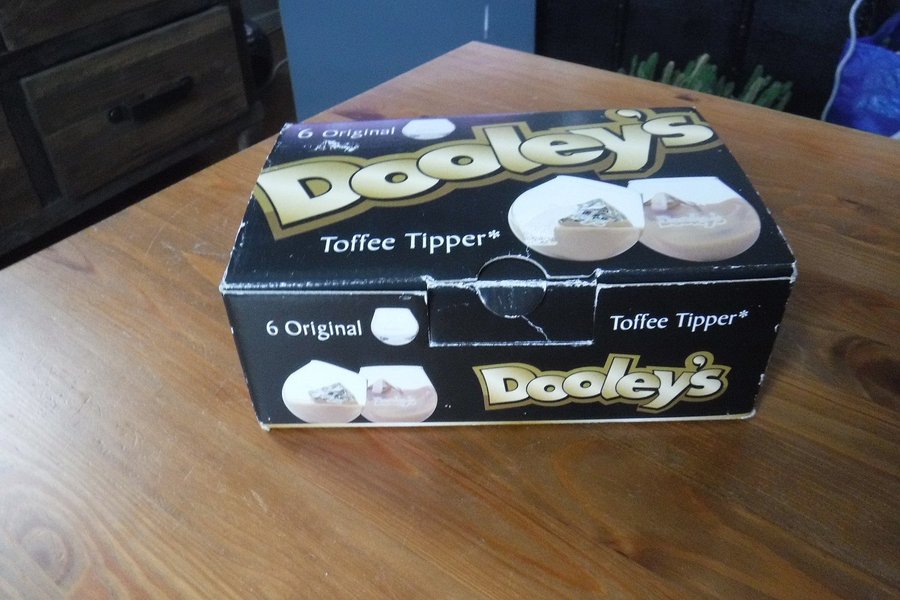 6 Original
Dooley's
Toffee Tipper*
6 Original
Toffee Tipper*
Dooley's